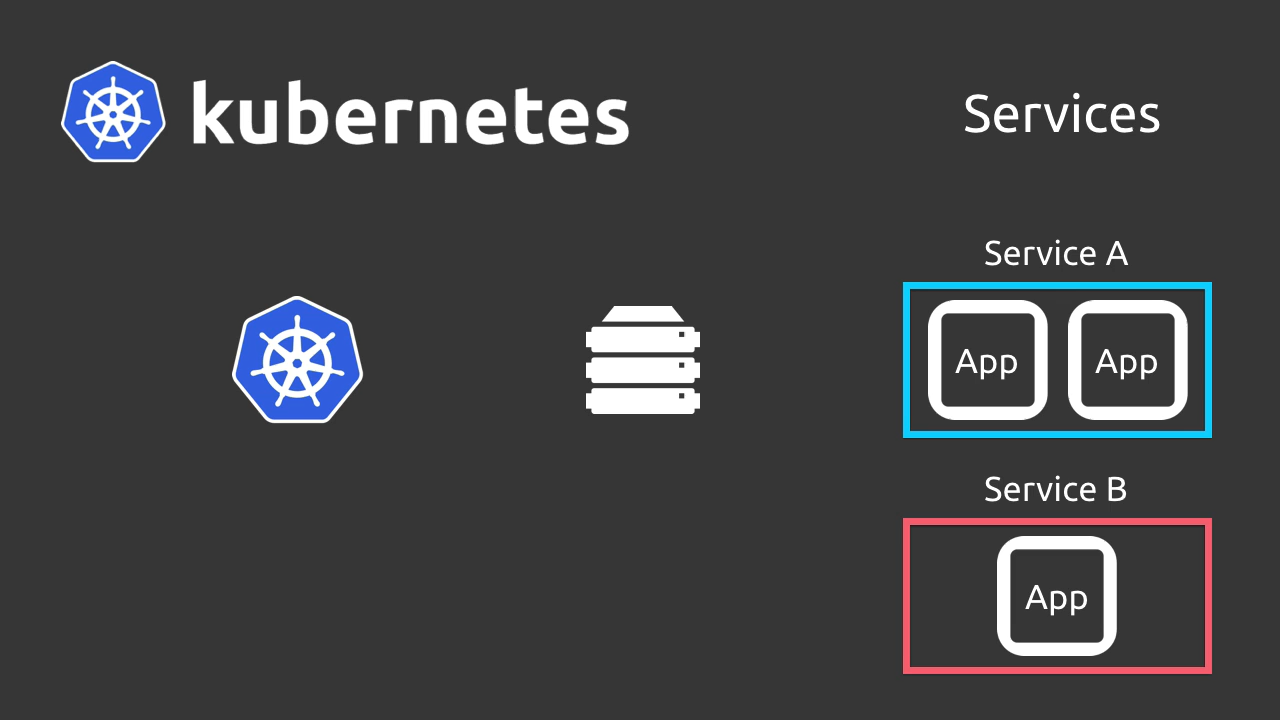 kubernetes
Services
Service A
App
App
Service B
App